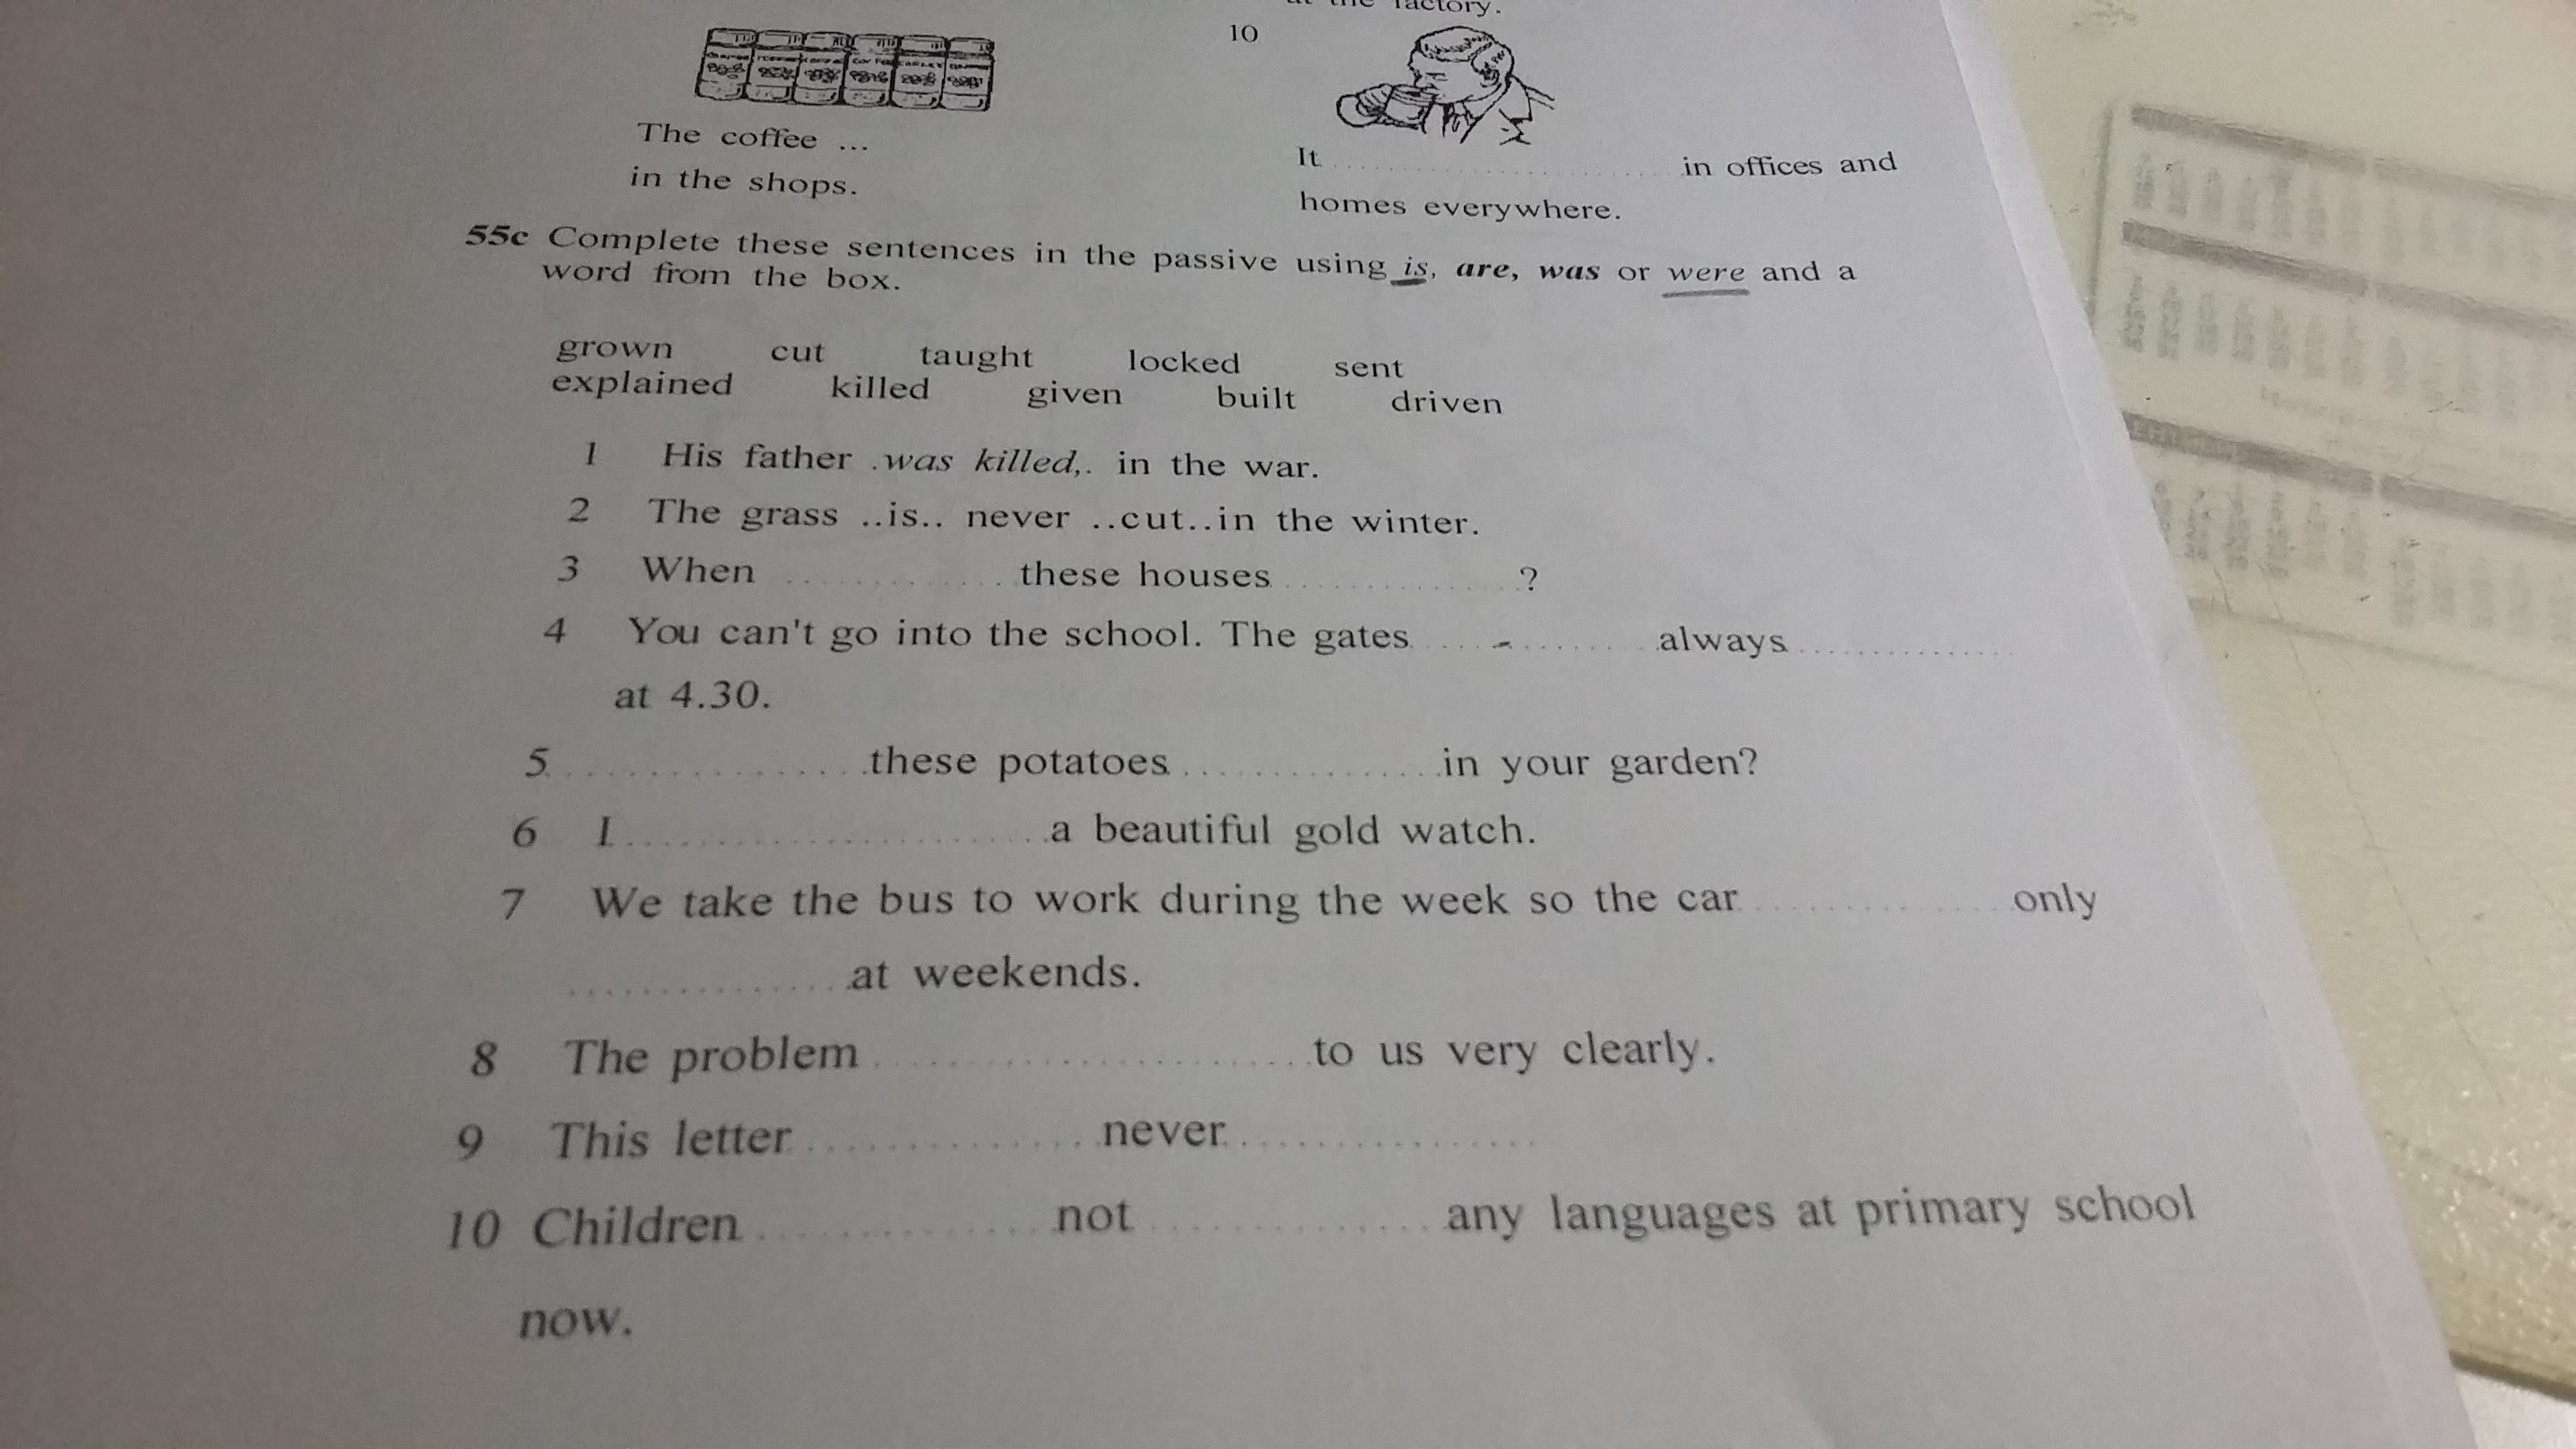 at the factory.
10
The coffee ...
in the shops.
It ........................ in offices and
homes everywhere.
55c Complete these sentences in the passive using is, are, was or were and a
word from the box.
grown cut taught locked sent
explained killed given built driven
1 His father .was killed,. in the war.
2 The grass ..is.. never ..cut..in the winter.
3 When ............ these houses ............. ?
4 You can't go into the school. The gates ............ always ............
at 4.30.
5 ............... these potatoes .............. in your garden?
6 I ...................... a beautiful gold watch.
7 We take the bus to work during the week so the car ............ only
............... at weekends.
8 The problem ...................... to us very clearly.
9 This letter .............. never ...............
10 Children .............. not .............. any languages at primary school
now.